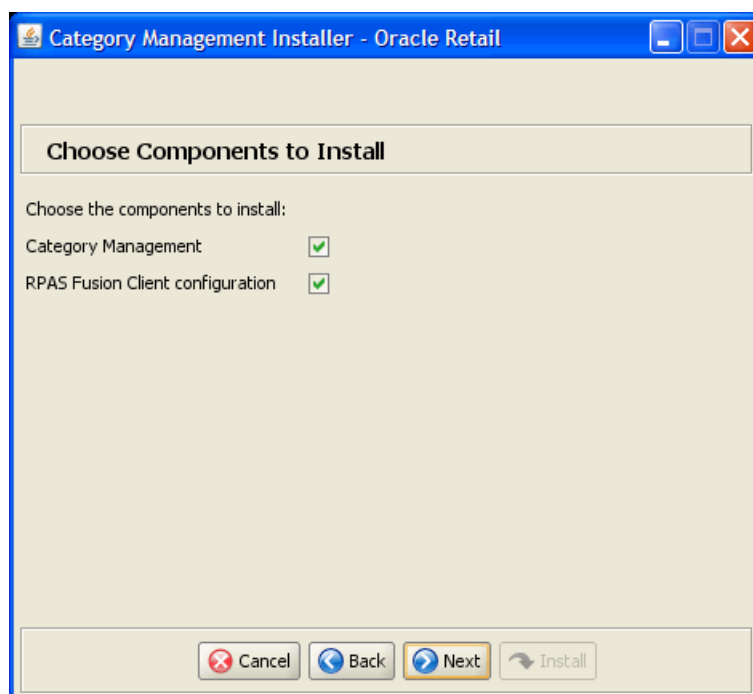 Category Management Installer - Oracle Retail
Choose Components to Install
Choose the components to install:
Category Management
RPAS Fusion Client configuration
Cancel
Back
Next
Install